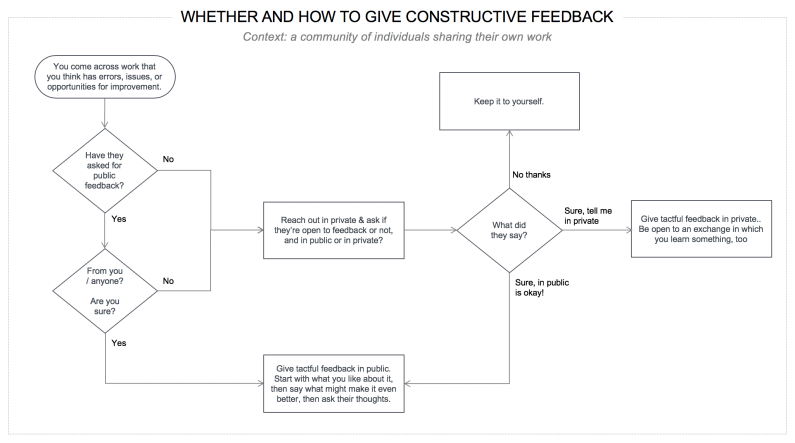 WHETHER AND HOW TO GIVE CONSTRUCTIVE FEEDBACK
Context: a community of individuals sharing their own work
You come across work that
you think has errors, issues, or
opportunities for improvement.
Have they
asked for
public
feedback?
No
Yes
From you
/ anyone?
Are you
sure?
No
Yes
Reach out in private & ask if
they're open to feedback or not,
and in public or in private?
What did
they say?
No thanks
Keep it to yourself.
Sure, tell me
in private
Give tactful feedback in private..
Be open to an exchange in which
you learn something, too
Sure, in public
is okay!
Give tactful feedback in public.
Start with what you like about it,
then say what might make it even
better, then ask their thoughts.